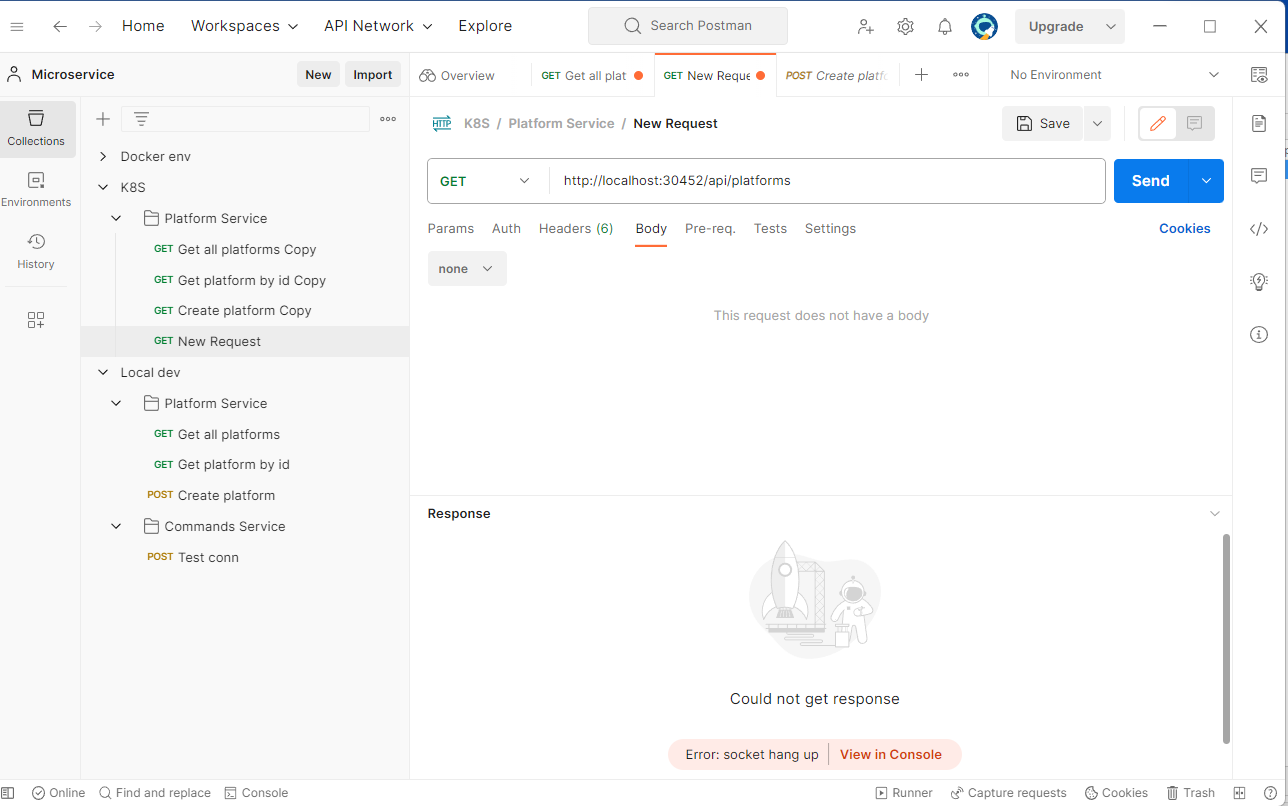 Home Workspaces API Network Explore Search Postman Upgrade
Microservice New Import Overview GET Get all plat GET New Reque POST Create platf No Environment
Collections
Environments
History
Docker env
K8S
Platform Service
GET Get all platforms Copy
GET Get platform by id Copy
GET Create platform Copy
GET New Request
Local dev
Platform Service
GET Get all platforms
GET Get platform by id
POST Create platform
Commands Service
POST Test conn
HTTP K8S / Platform Service / New Request Save
GET http://localhost:30452/api/platforms Send
Params Auth Headers (6) Body Pre-req. Tests Settings Cookies
none
This request does not have a body
Response
Could not get response
Error: socket hang up View in Console
Online Find and replace Console Runner Capture requests Cookies Trash